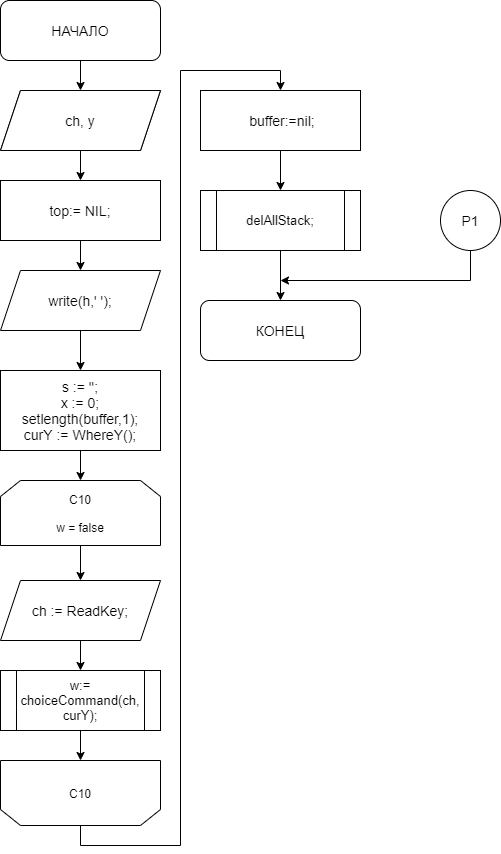 НАЧАЛО
ch, y
top:= NIL;
write(h,' ');
s := '';
x := 0;
setlength(buffer,1);
curY := WhereY();
C10
w = false
ch := ReadKey;
w:=
choiceCommand(ch,
curY);
C10
buffer:=nil;
delAllStack;
P1
КОНЕЦ